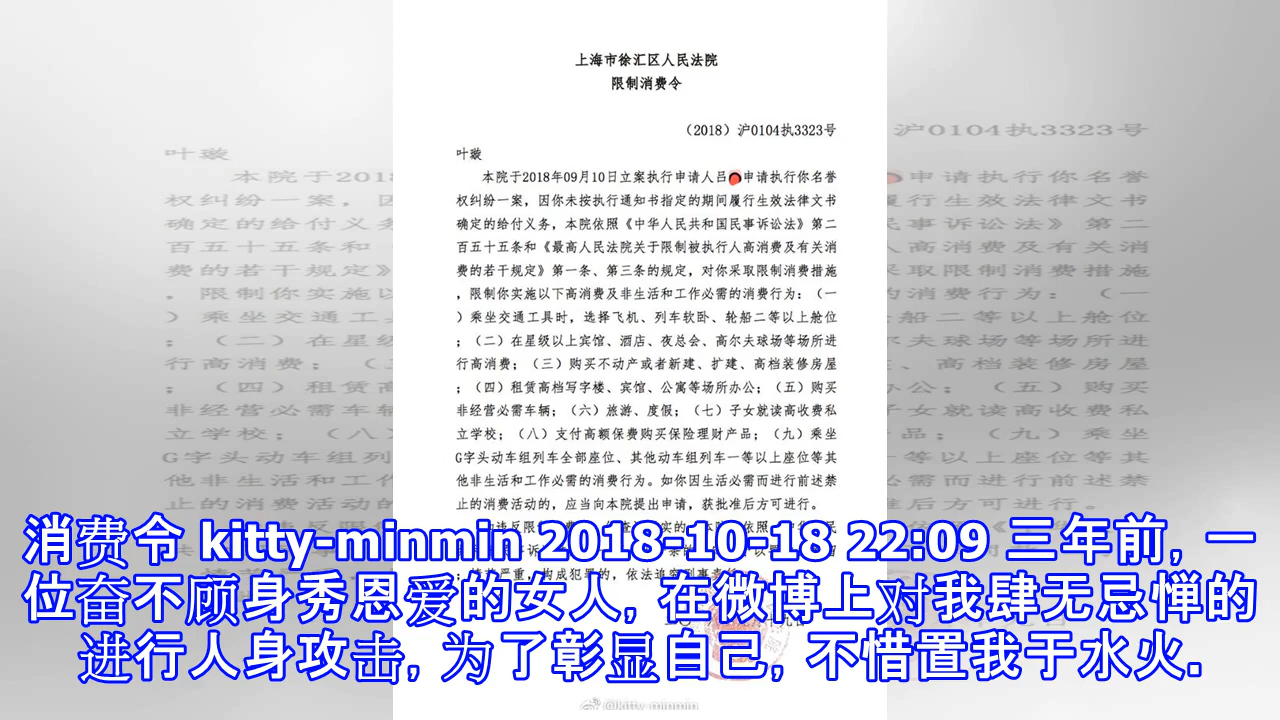 上海市徐汇区人民法院
限制消费令
（2018）沪0104执3323号
叶璇
本院于2018年09月10日立案执行申请人吕 申请执行你名誉
权纠纷一案，因你未按执行通知书指定的期间履行生效法律文书
确定的给付义务，本院依照《中华人民共和国民事诉讼法》第二
百五十五条和《最高人民法院关于限制被执行人高消费及有关消
费的若干规定》第一条、第三条的规定，对你采取限制消费措施
，限制你实施以下高消费及非生活和工作必需的消费行为：（一
）乘坐交通工具时，选择飞机、列车软卧、轮船二等以上舱位
；（二）在星级以上宾馆、酒店、夜总会、高尔夫球场等场所进
行高消费；（三）购买不动产或者新建、扩建、高档装修房屋
；（四）租赁高档写字楼、宾馆、公寓等场所办公；（五）购买
非经营必需车辆；（六）旅游、度假；（七）子女就读高收费私
立学校；（八）支付高额保费购买保险理财产品；（九）乘坐
G字头动车组列车全部座位、其他动车组列车一等以上座位等其
他非生活和工作必需的消费行为。如你因生活必需而进行前述禁
止的消费活动的，应当向本院提出申请，获批准后方可进行。
消费令 kitty-minmin 2018-10-18 22:09 三年前, 一
位奋不顾身秀恩爱的女人, 在微博上对我肆无忌惮的
进行人身攻击, 为了彰显自己, 不惜置我于水火.
@kitty-minmin